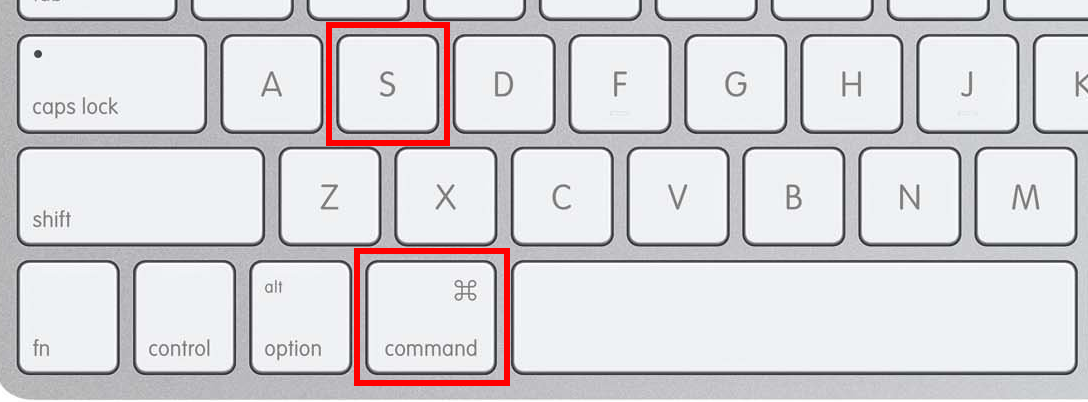 caps lock A S D F G H J K
shift Z X C V B N M
alt ⌘
fn control option command